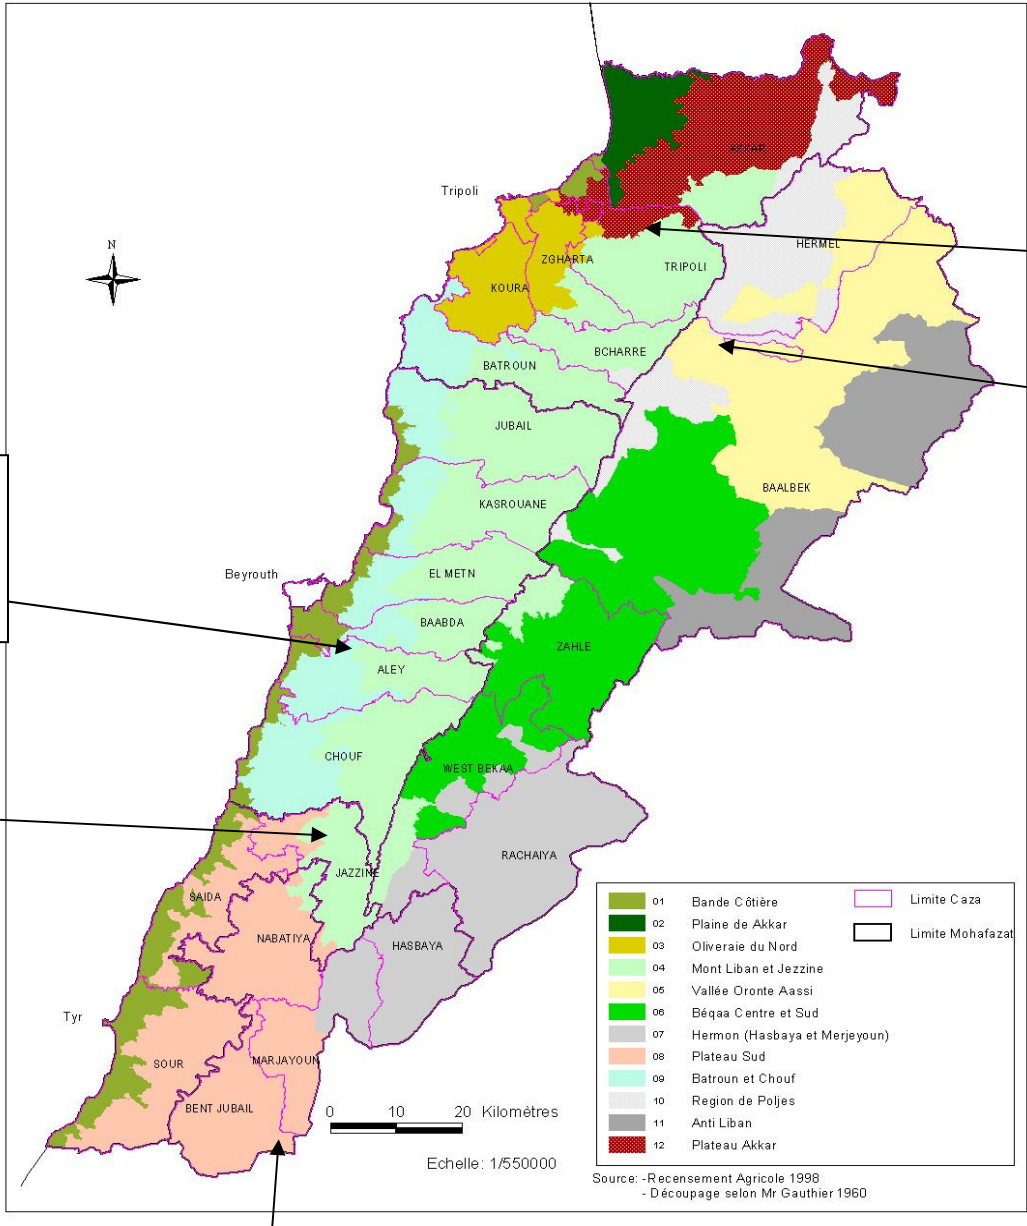 AKKAR
Tripoli
N
HERMEL
ZGHARTA
TRIPOLI
KOURA
BCHARRE
BATROUN
JUBAIL
BAALBEK
KASROUANE
Beyrouth
EL METN
BAABDA
ZAHLE
ALEY
CHOUF
WEST BEKAA
RACHAIYA
JAZZINE
SAIDA
NABATIYA
HASBAYA
Tyr
SOUR
MARJAYOUN
BENT JUBAIL
0 10 20 Kilomètres
Echelle: 1/550000
01 Bande Côtière
02 Plaine de Akkar
03 Oliveraie du Nord
04 Mont Liban et Jezzine
05 Vallée Oronte Aassi
06 Béqaa Centre et Sud
07 Hermon (Hasbaya et Merjeyoun)
08 Plateau Sud
09 Batroun et Chouf
10 Region de Poljes
11 Anti Liban
12 Plateau Akkar
Limite Caza
Limite Mohafazat
Source: -Recensement Agricole 1998
- Découpage selon Mr Gauthier 1960